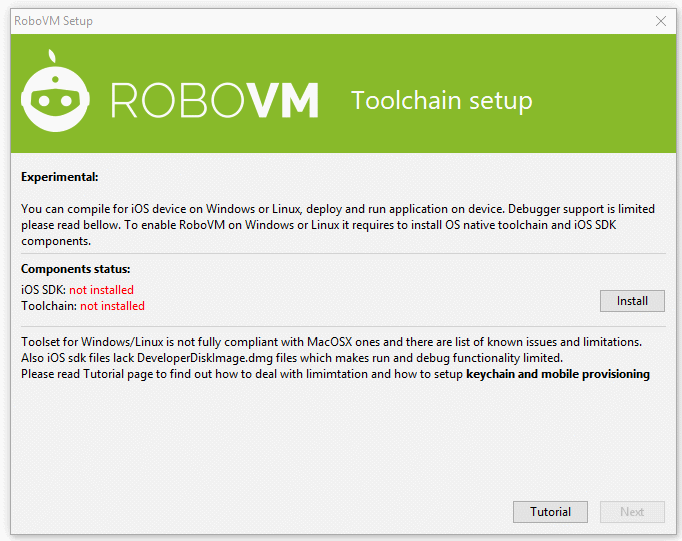 RoboVM Setup
ROBOVM
Toolchain setup
Experimental:
You can compile for iOS device on Windows or Linux, deploy and run application on device. Debugger support is limited
please read bellow. To enable RoboVM on Windows or Linux it requires to install OS native toolchain and iOS SDK
components.
Components status:
iOS SDK: not installed
Toolchain: not installed
Install
Toolset for Windows/Linux is not fully compliant with MacOSX ones and there are list of known issues and limitations.
Also iOS sdk files lack DeveloperDiskImage.dmg files which makes run and debug functionality limited.
Please read Tutorial page to find out how to deal with limimtation and how to setup keychain and mobile provisioning
Tutorial
Next